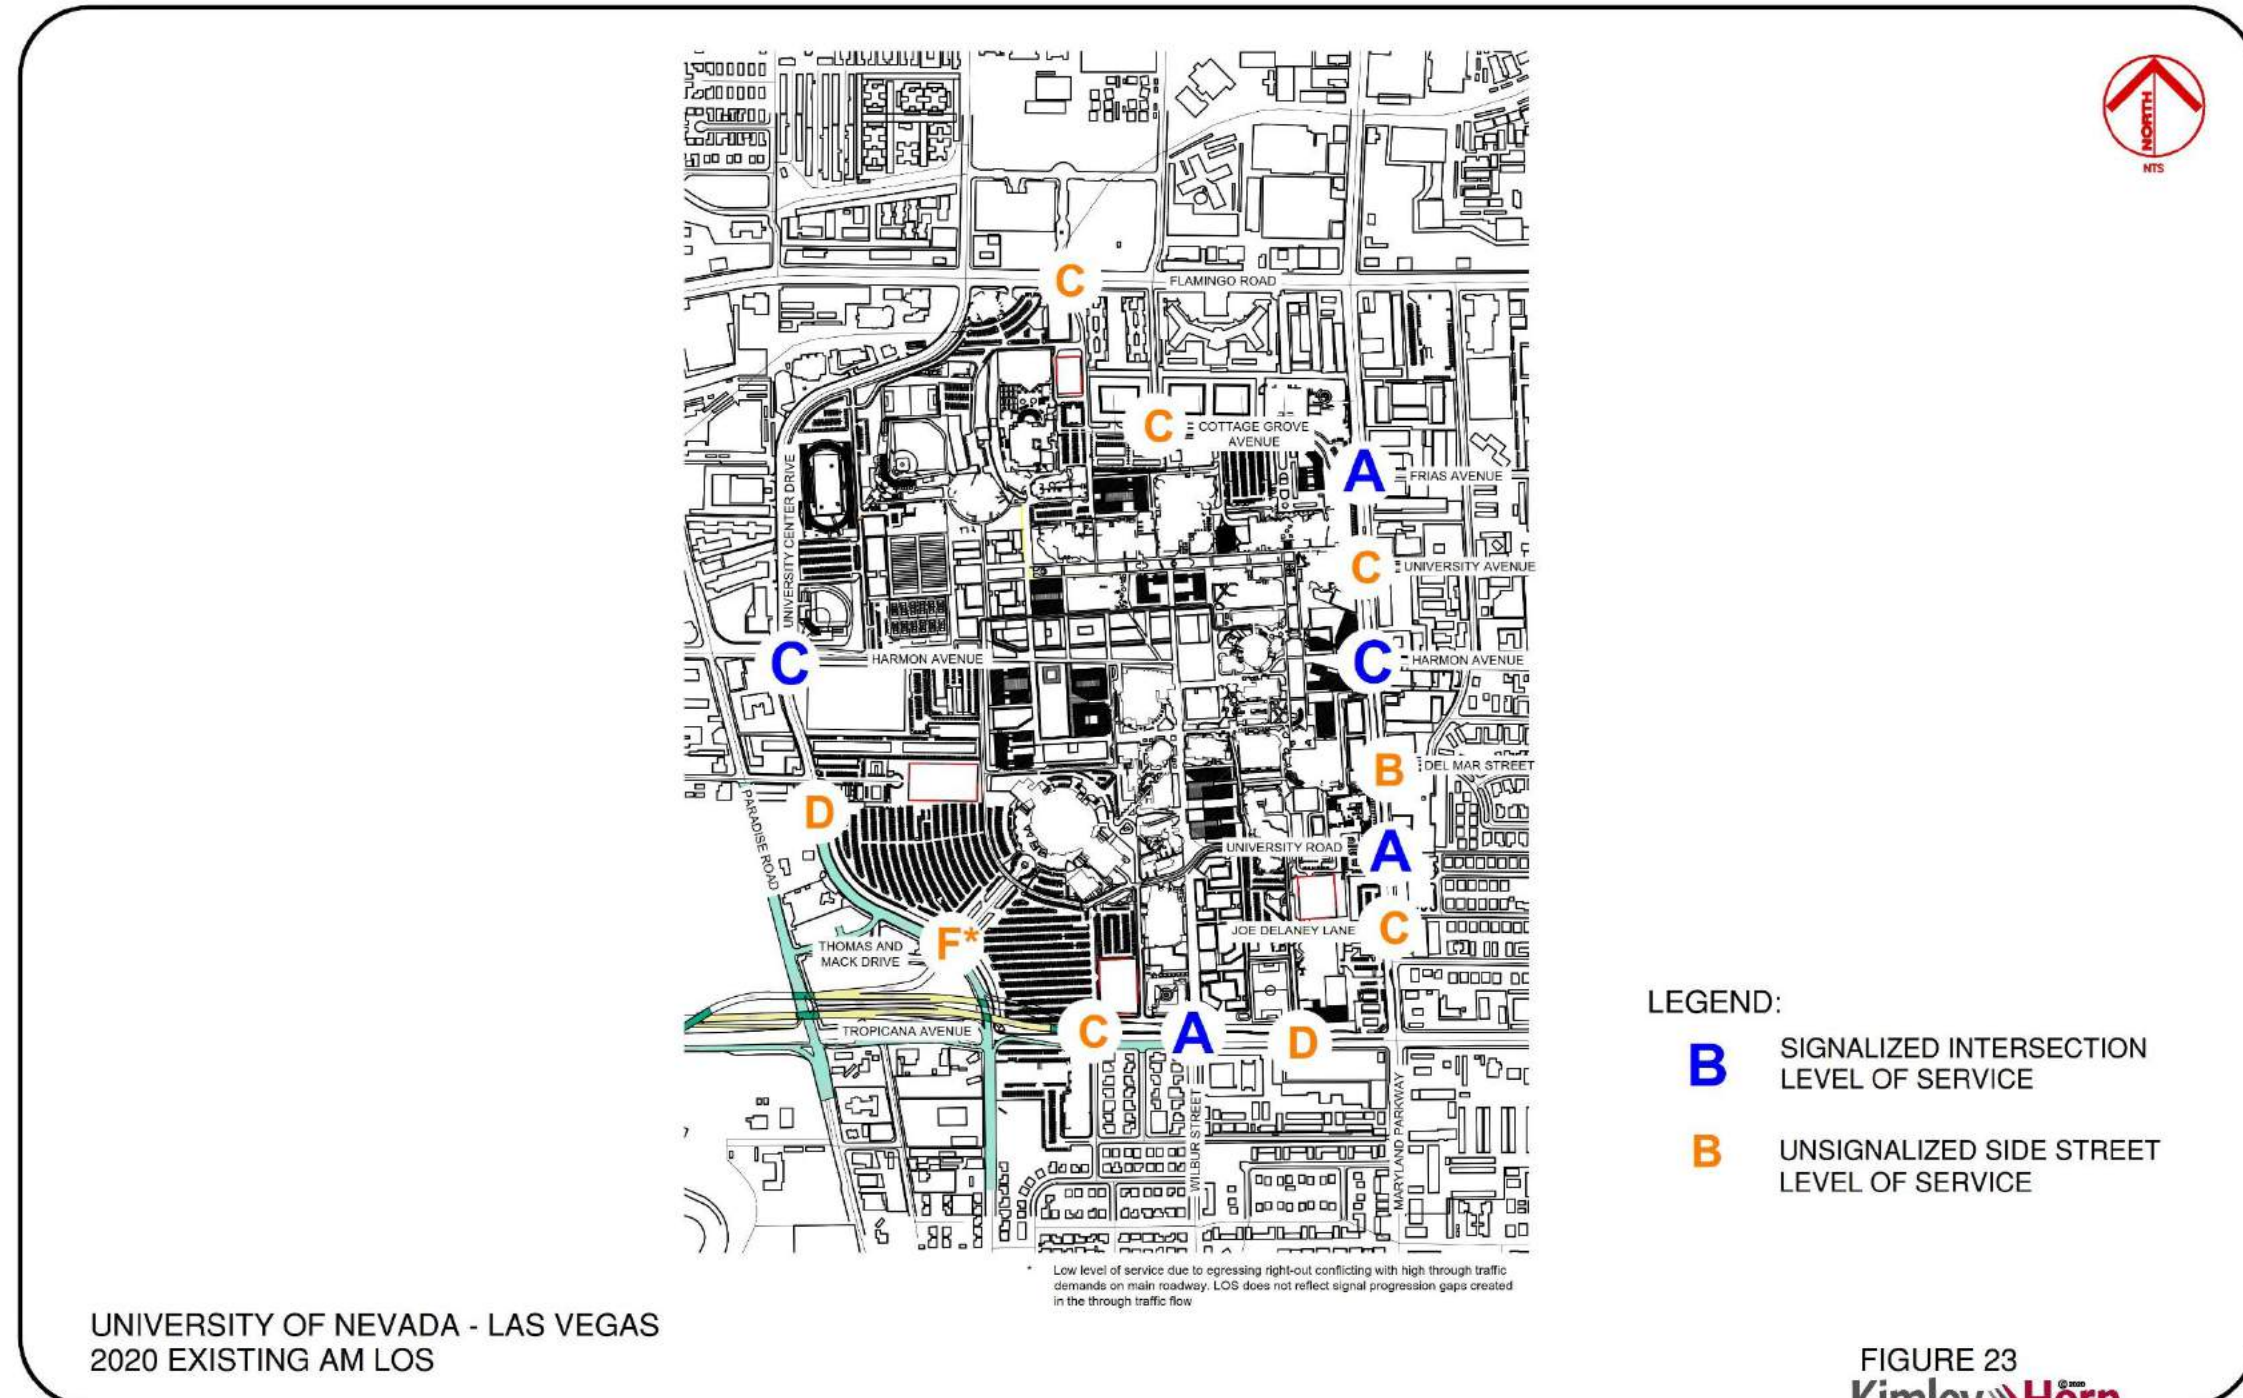 NORTH
NTS
C
FLAMINGO ROAD
C
COTTAGE GROVE
AVENUE
A
FRIAS AVENUE
UNIVERSITY CENTER DRIVE
C
UNIVERSITY AVENUE
C
HARMON AVENUE
C
HARMON AVENUE
B
DEL MAR STREET
D
PARADISE ROAD
UNIVERSITY ROAD
A
JOE DELANEY LANE
C
THOMAS AND
MACK DRIVE
F*
TROPICANA AVENUE
C
A
D
WILBUR STREET
MARYLAND PARKWAY
LEGEND:
B
SIGNALIZED INTERSECTION
LEVEL OF SERVICE
B
UNSIGNALIZED SIDE STREET
LEVEL OF SERVICE
* Low level of service due to egressing right-out conflicting with high through traffic
demands on main roadway. LOS does not reflect signal progression gaps created
in the through traffic flow
UNIVERSITY OF NEVADA - LAS VEGAS
2020 EXISTING AM LOS
FIGURE 23
©2020
Kimley»Horn